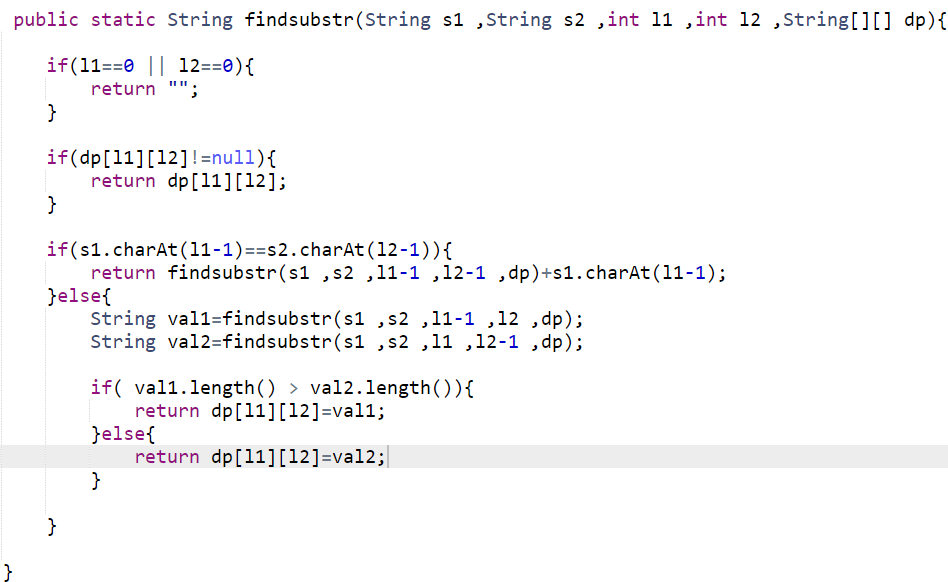 public static String findsubstr(String s1 ,String s2 ,int l1 ,int l2 ,String[][] dp){
if(l1==0 || l2==0){
return "";
}
if(dp[l1][l2]!=null){
return dp[l1][l2];
}
if(s1.charAt(l1-1)==s2.charAt(l2-1)){
return findsubstr(s1 ,s2 ,l1-1 ,l2-1 ,dp)+s1.charAt(l1-1);
}else{
String val1=findsubstr(s1 ,s2 ,l1-1 ,l2 ,dp);
String val2=findsubstr(s1 ,s2 ,l1 ,l2-1 ,dp);
if( val1.length() > val2.length()){
return dp[l1][l2]=val1;
}else{
return dp[l1][l2]=val2;
}
}
}